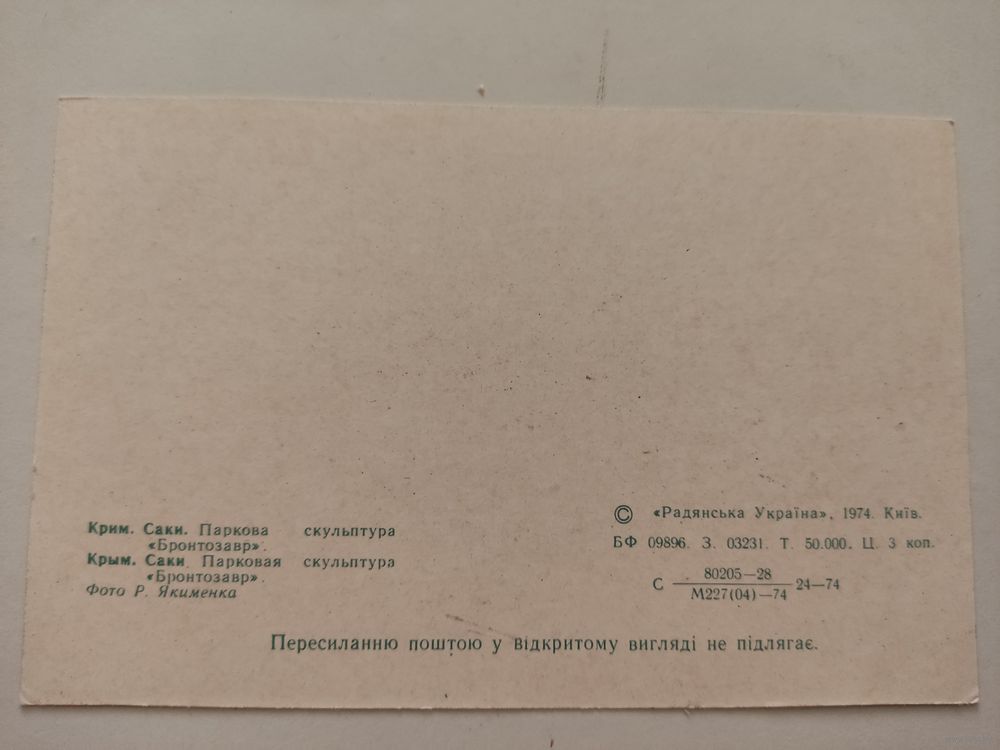 Крим. Саки. Паркова скульптура
«Бронтозавр».
Крым. Саки. Парковая скульптура
«Бронтозавр».
Фото Р. Якименка
© «Радянська Україна», 1974. Київ.
БФ 09896. З. 03231. Т. 50.000. Ц. 3 коп.
С 80205—28 24—74
М227(04)—74
Пересиланню поштою у відкритому вигляді не підлягає.